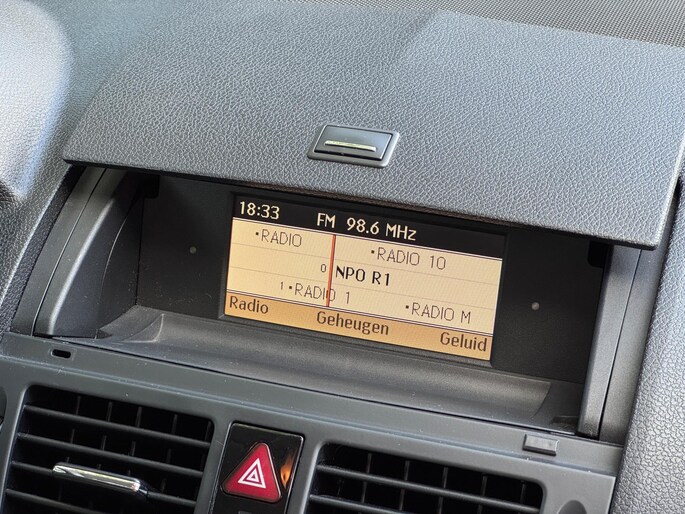 18:33 FM 98.6 MHz
•RADIO •RADIO 10
0 NPO R1
1 •RADIO 1 •RADIO M
Radio Geheugen Geluid